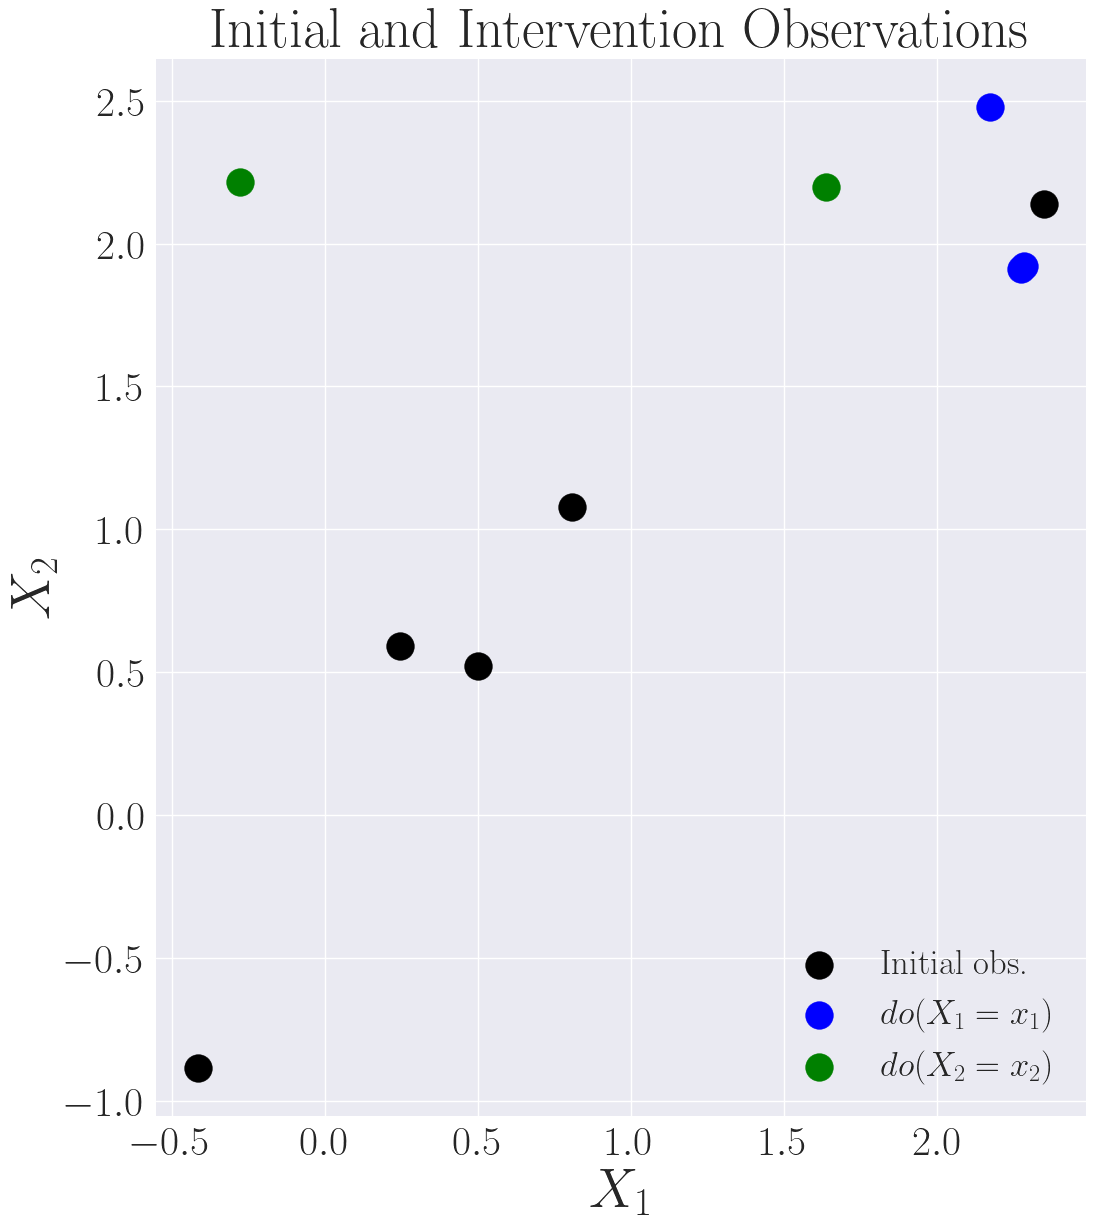 Initial and Intervention Observations
2.5
2.0
1.5
1.0
0.5
0.0
−0.5
−1.0
X₂
−0.5 0.0 0.5 1.0 1.5 2.0
X₁
Initial obs.
do(X₁ = x₁)
do(X₂ = x₂)